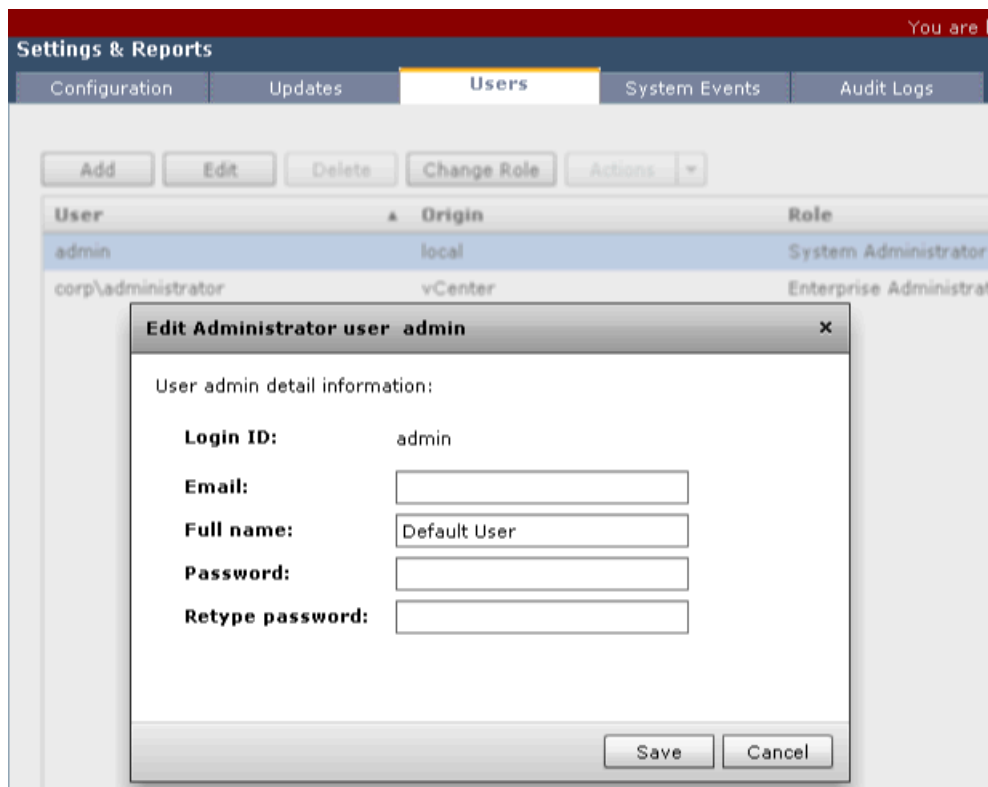 You are
Settings & Reports
Configuration Updates Users System Events Audit Logs
Add Edit Delete Change Role Actions
User Origin Role
admin local System Administrator
corp\administrator vCenter Enterprise Administrat
Edit Administrator user admin x
User admin detail information:
Login ID: admin
Email:
Full name: Default User
Password:
Retype password:
Save Cancel